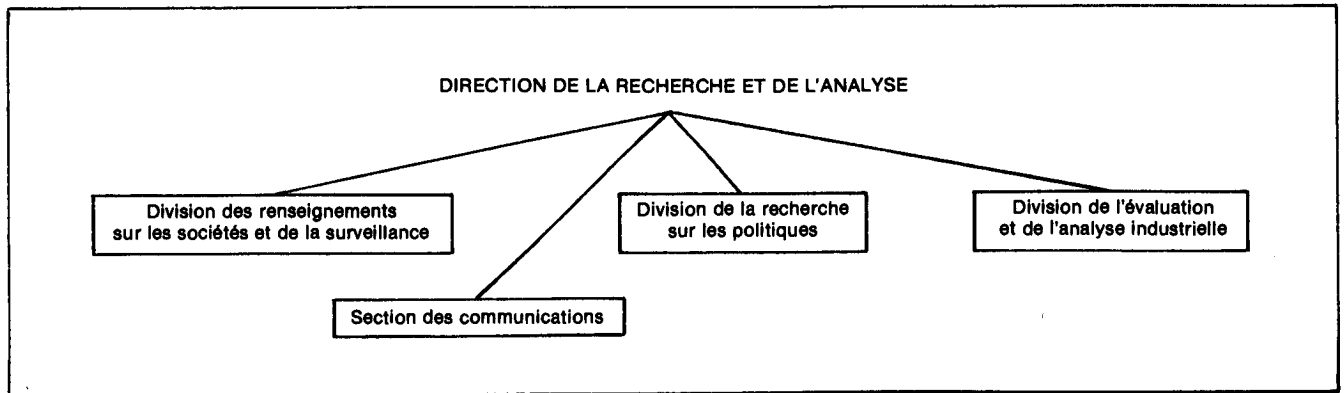 DIRECTION DE LA RECHERCHE ET DE L'ANALYSE
Division des renseignements
sur les sociétés et de la surveillance
Division de la recherche
sur les politiques
Division de l'évaluation
et de l'analyse industrielle
Section des communications